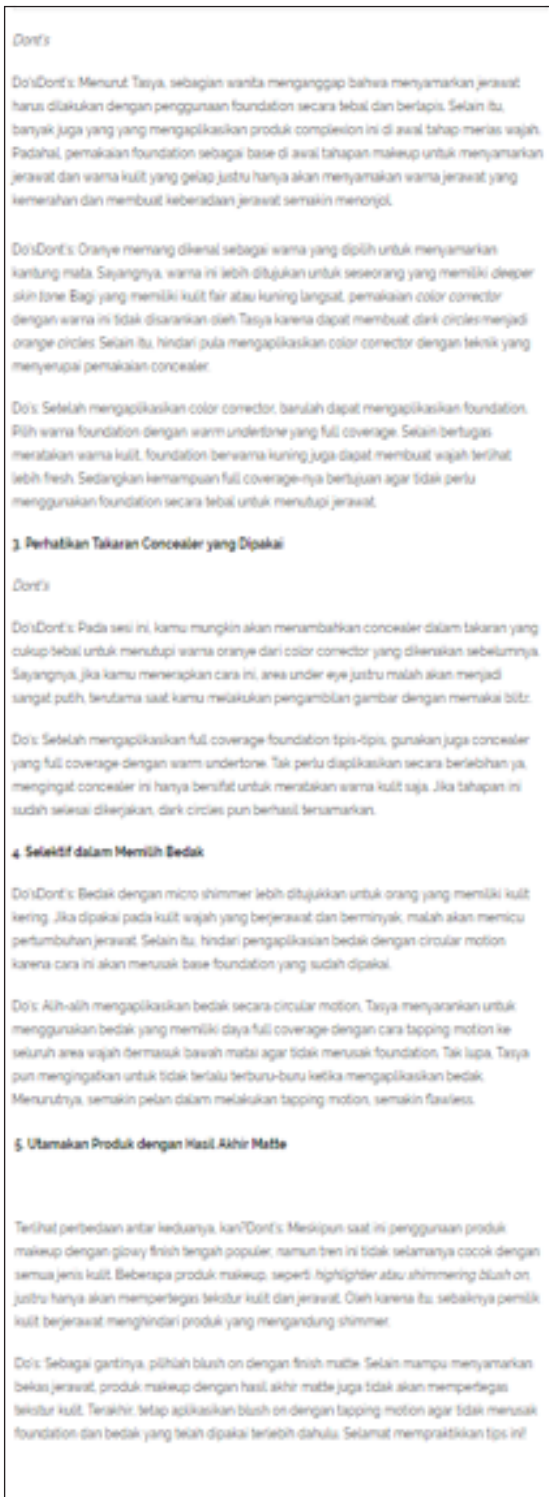 Dont's
Do'sDont's: Menurut Tasya, sebagian wanita menganggap bahwa menyamarkan jerawat
harus dilakukan dengan penggunaan foundation secara tebal dan berlapis. Selain itu,
banyak juga yang yang mengaplikasikan produk complexion ini di awal tahap merias wajah.
Padahal, pemakaian foundation sebagai base di awal tahapan makeup untuk menyamarkan
jerawat dan warna kulit yang gelap justru hanya akan menyamakan warna jerawat yang
kemerahan dan membuat keberadaan jerawat semakin menonjol.
Do'sDont's: Oranye memang dikenal sebagai warna yang dipilih untuk menyamarkan
kantung mata. Sayangnya, warna ini lebih ditujukan untuk seseorang yang memiliki deeper
skin tone. Bagi yang memiliki kulit fair atau kuning langsat, pemakaian color corrector
dengan warna ini tidak disarankan oleh Tasya karena dapat membuat dark circles menjadi
orange circles. Selain itu, hindari pula mengaplikasikan color corrector dengan teknik yang
menyerupai pemakaian concealer.
Do's: Setelah mengaplikasikan color corrector, barulah dapat mengaplikasikan foundation.
Pilih warna foundation dengan warm undertone yang full coverage. Selain bertugas
meratakan warna kulit, foundation berwarna kuning juga dapat membuat wajah terlihat
lebih fresh. Sedangkan kemampuan full coverage-nya bertujuan agar tidak perlu
menggunakan foundation secara tebal untuk menutupi jerawat.
3. Perhatikan Takaran Concealer yang Dipakai
Dont's
Do'sDont's: Pada sesi ini, kamu mungkin akan menambahkan concealer dalam takaran yang
cukup tebal untuk menutupi warna oranye dari color corrector yang dikenakan sebelumnya.
Sayangnya, jika kamu menerapkan cara ini, area under eye justru malah akan menjadi
sangat putih, terutama saat kamu melakukan pengambilan gambar dengan memakai blitz.
Do's: Setelah mengaplikasikan full coverage foundation tipis-tipis, gunakan juga concealer
yang full coverage dengan warm undertone. Tak perlu diaplikasikan secara berlebihan ya,
mengingat concealer ini hanya bersifat untuk meratakan warna kulit saja. Jika tahapan ini
sudah selesai dikerjakan, dark circles pun berhasil tersamarkan.
4. Selektif dalam Memilih Bedak
Do'sDont's: Bedak dengan micro shimmer lebih ditujukkan untuk orang yang memiliki kulit
kering. Jika dipakai pada kulit wajah yang berjerawat dan berminyak, malah akan memicu
pertumbuhan jerawat. Selain itu, hindari pengaplikasian bedak dengan circular motion
karena cara ini akan merusak base foundation yang sudah dipakai.
Do's: Alih-alih mengaplikasikan bedak secara circular motion, Tasya menyarankan untuk
menggunakan bedak yang memiliki daya full coverage dengan cara tapping motion ke
seluruh area wajah (termasuk bawah mata) agar tidak merusak foundation. Tak lupa, Tasya
pun mengingatkan untuk tidak terlalu terburu-buru ketika mengaplikasikan bedak.
Menurutnya, semakin pelan dalam melakukan tapping motion, semakin flawless.
5. Utamakan Produk dengan Hasil Akhir Matte
Terlihat perbedaan antar keduanya, kan?Dont's: Meskipun saat ini penggunaan produk
makeup dengan glowy finish tengah populer, namun tren ini tidak selamanya cocok dengan
semua jenis kulit. Beberapa produk makeup, seperti highlighter atau shimmering blush on,
justru hanya akan mempertegas tekstur kulit dan jerawat. Oleh karena itu, sebaiknya pemilik
kulit berjerawat menghindari produk yang mengandung shimmer.
Do's: Sebagai gantinya, pilihlah blush on dengan finish matte. Selain mampu menyamarkan
bekas jerawat, produk makeup dengan hasil akhir matte juga tidak akan mempertegas
tekstur kulit. Terakhir, tetap aplikasikan blush on dengan tapping motion agar tidak merusak
foundation dan bedak yang telah dipakai terlebih dahulu. Selamat mempraktikkan tips ini!